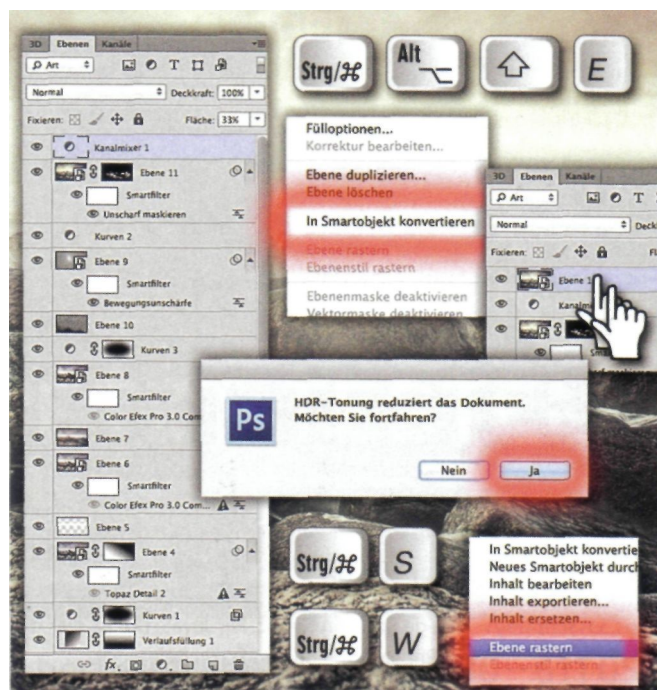 3D Ebenen Kanäle
Art
Normal Deckkraft: 100%
Fixieren: Fläche: 33%
Kanalmixer 1
Ebene 11
Smartfilter
Unscharf maskieren
Kurven 2
Ebene 9
Smartfilter
Bewegungsunschärfe
Ebene 10
Kurven 3
Ebene 8
Smartfilter
Color Efex Pro 3.0 Com
Ebene 7
Ebene 6
Smartfilter
Color Efex Pro 3.0 Com...
Ebene 5
Ebene 4
Smartfilter
Topaz Detail 2
Kurven 1
Verlaufsfüllung 1
fx
Strg/⌘ Alt ⌥ ⇧ E
Fülloptionen...
Korrektur bearbeiten...
Ebene duplizieren...
Ebene löschen
In Smartobjekt konvertieren
Ebene rastern
Ebenenstil rastern
Ebenenmaske deaktivieren
Vektormaske deaktivieren
3D Ebenen Kanäle
Art
Normal Deck
Fixieren:
Ebene 1
Kanalm
HDR-Tonung reduziert das Dokument.
Möchten Sie fortfahren?
Ps
Nein Ja
Strg/⌘ S
Strg/⌘ W
In Smartobjekt konvertie
Neues Smartobjekt durch
Inhalt bearbeiten
Inhalt exportieren...
Inhalt ersetzen...
Ebene rastern
Ebenenstil rastern